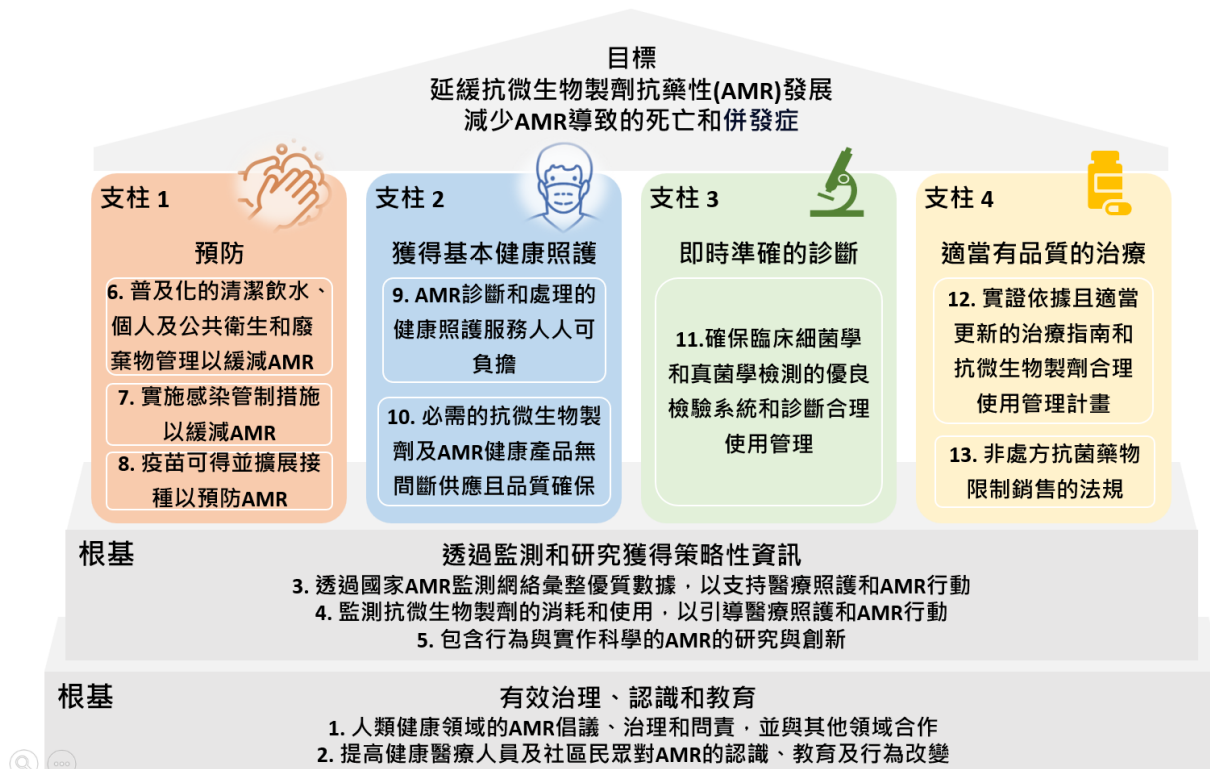 目標
延緩抗微生物製劑抗藥性(AMR)發展
減少AMR導致的死亡和併發症
支柱 1
預防
6. 普及化的清潔飲水、
個人及公共衛生和廢
棄物管理以緩減AMR
7. 實施感染管制措施
以緩減AMR
8. 疫苗可得並擴展接
種以預防AMR
支柱 2
獲得基本健康照護
9. AMR診斷和處理的
健康照護服務人人可
負擔
10. 必需的抗微生物製
劑及AMR健康產品無
間斷供應且品質確保
支柱 3
即時準確的診斷
11.確保臨床細菌學
和真菌學檢測的優良
檢驗系統和診斷合理
使用管理
支柱 4
適當有品質的治療
12. 實證依據且適當
更新的治療指南和
抗微生物製劑合理
使用管理計畫
13. 非處方抗菌藥物
限制銷售的法規
根基
透過監測和研究獲得策略性資訊
3. 透過國家AMR監測網絡彙整優質數據，以支持醫療照護和AMR行動
4. 監測抗微生物製劑的消耗和使用，以引導醫療照護和AMR行動
5. 包含行為與實作科學的AMR的研究與創新
根基
有效治理、認識和教育
1. 人類健康領域的AMR倡議、治理和問責，並與其他領域合作
2. 提高健康醫療人員及社區民眾對AMR的認識、教育及行為改變